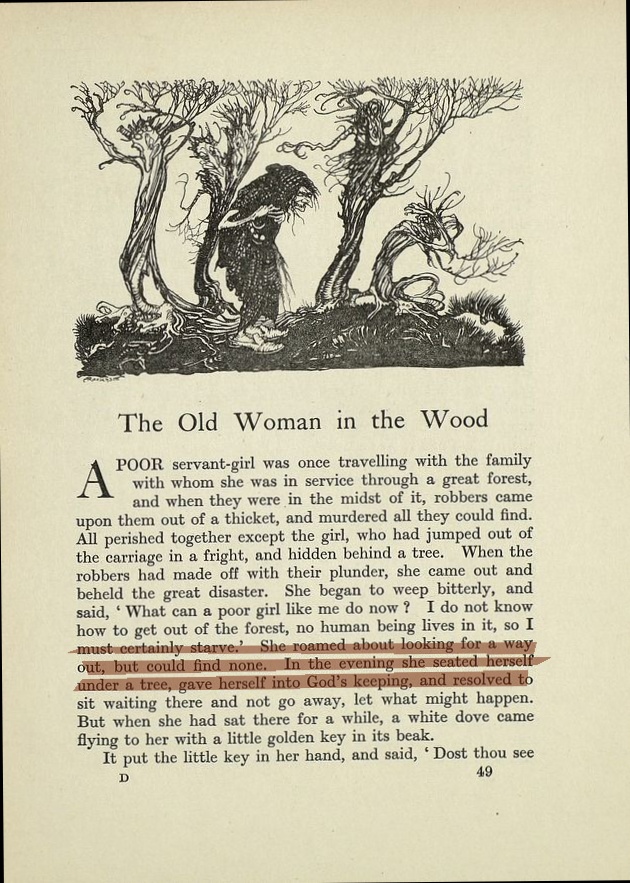 The Old Woman in the Wood
A POOR servant-girl was once travelling with the family
with whom she was in service through a great forest,
and when they were in the midst of it, robbers came
upon them out of a thicket, and murdered all they could find.
All perished together except the girl, who had jumped out of
the carriage in a fright, and hidden behind a tree. When the
robbers had made off with their plunder, she came out and
beheld the great disaster. She began to weep bitterly, and
said, ‘ What can a poor girl like me do now ? I do not know
how to get out of the forest, no human being lives in it, so I
must certainly starve.’ She roamed about looking for a way
out, but could find none. In the evening she seated herself
under a tree, gave herself into God’s keeping, and resolved to
sit waiting there and not go away, let what might happen.
But when she had sat there for a while, a white dove came
flying to her with a little golden key in its beak.
It put the little key in her hand, and said, ‘ Dost thou see
D 49